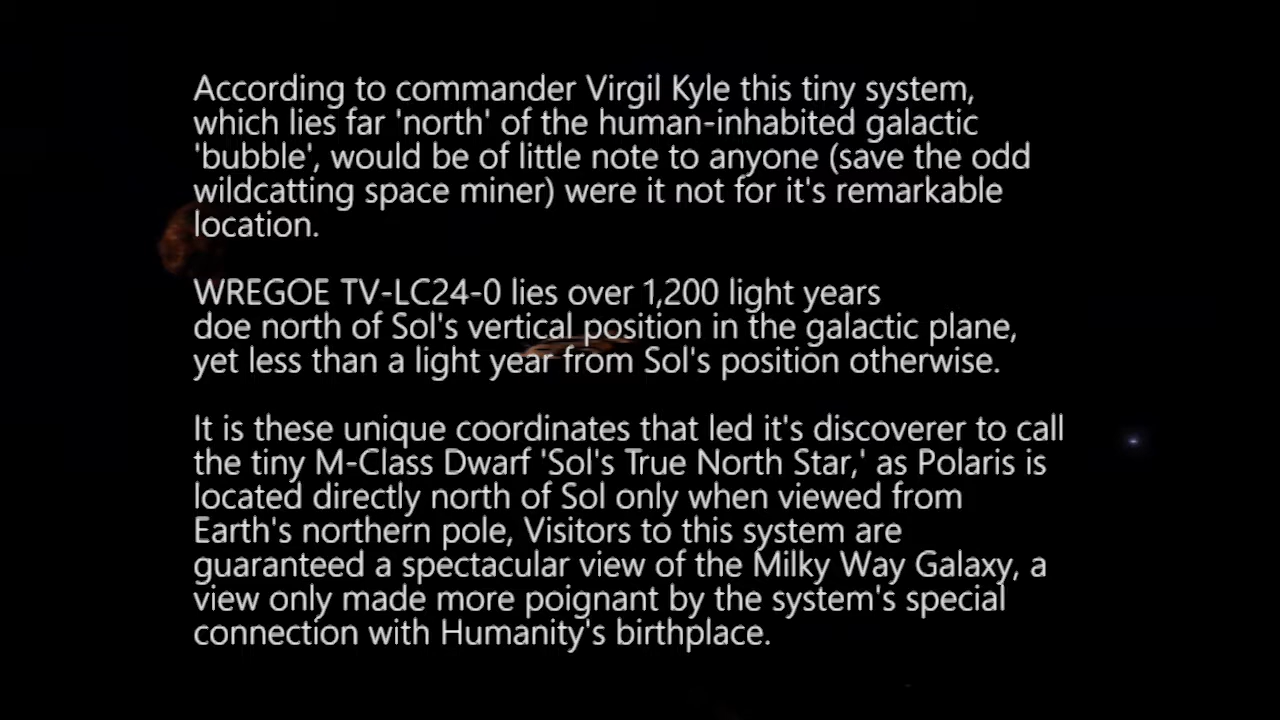 According to commander Virgil Kyle this tiny system,
which lies far 'north' of the human-inhabited galactic
'bubble', would be of little note to anyone (save the odd
wildcatting space miner) were it not for it's remarkable
location.
WREGOE TV-LC24-0 lies over 1,200 light years
doe north of Sol's vertical position in the galactic plane,
yet less than a light year from Sol's position otherwise.
It is these unique coordinates that led it's discoverer to call
the tiny M-Class Dwarf 'Sol's True North Star,' as Polaris is
located directly north of Sol only when viewed from
Earth's northern pole, Visitors to this system are
guaranteed a spectacular view of the Milky Way Galaxy, a
view only made more poignant by the system's special
connection with Humanity's birthplace.